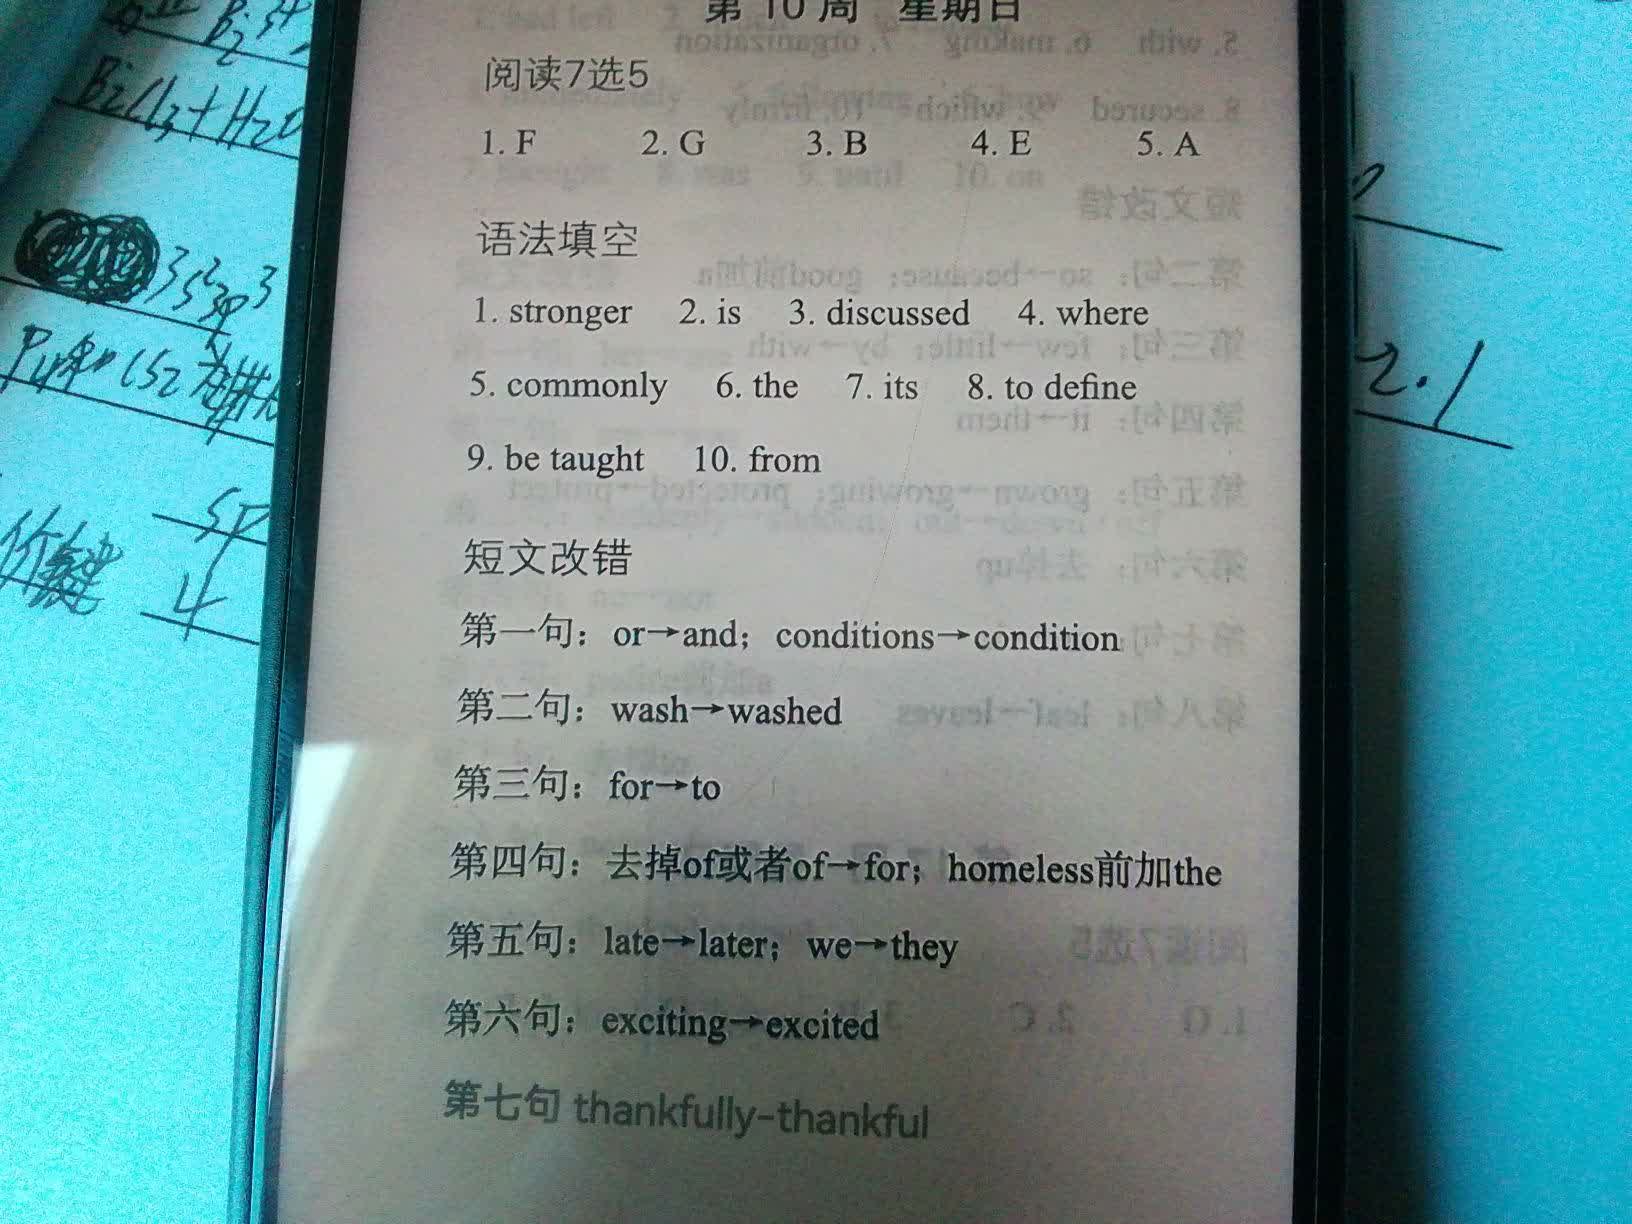 第 10 周 星期日
阅读7选5
1. F 2. G 3. B 4. E 5. A
语法填空
1. stronger 2. is 3. discussed 4. where
5. commonly 6. the 7. its 8. to define
9. be taught 10. from
短文改错
第一句：or→and；conditions→condition
第二句：wash→washed
第三句：for→to
第四句：去掉of或者of→for；homeless前加the
第五句：late→later；we→they
第六句：exciting→excited
第七句 thankfully-thankful
3s²3p³
4
2.1